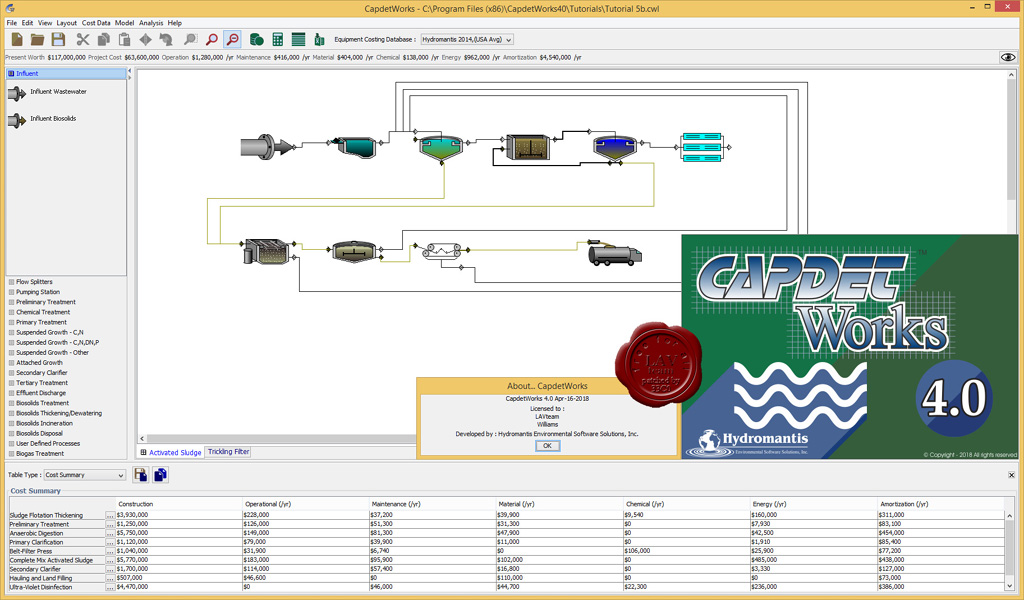 CapdetWorks - C:\Program Files (x86)\CapdetWorks40\Tutorials\Tutorial 5b.cwl
File Edit View Layout Cost Data Model Analysis Help
Equipment Costing Database : Hydromantis 2014,(USA Avg)
Present Worth $117,000,000 Project Cost $63,600,000 Operation $1,280,000 /yr Maintenance $416,000 /yr Material $404,000 /yr Chemical $138,000 /yr Energy $962,000 /yr Amortization $4,540,000 /yr
Influent
Influent Wastewater
Influent Biosolids
Flow Splitters
Pumping Station
Preliminary Treatment
Chemical Treatment
Primary Treatment
Suspended Growth - C,N
Suspended Growth - C,N,DN,P
Suspended Growth - Other
Attached Growth
Secondary Clarifier
Tertiary Treatment
Effluent Discharge
Biosolids Treatment
Biosolids Thickening/Dewatering
Biosolids Incineration
Biosolids Disposal
User Defined Processes
Biogas Treatment
CAPDET
TM
Works
4.0
Hydromantis
Environmental Software Solutions, Inc.
© Copyright - 2018 All rights reserved
LAV
team
patched by
About... CapdetWorks
CapdetWorks 4.0 Apr-16-2018
Licensed to :
LAVteam
Williams
Developed by : Hydromantis Environmental Software Solutions, Inc.
OK
Activated Sludge Trickling Filter
Table Type : Cost Summary
Cost Summary
Construction Operational (/yr) Maintenance (/yr) Material (/yr) Chemical (/yr) Energy (/yr) Amortization (/yr)
Sludge Flotation Thickening ... $3,930,000 $228,000 $37,200 $39,900 $9,540 $160,000 $311,000
Preliminary Treatment ... $1,250,000 $126,000 $51,300 $31,300 $0 $7,930 $83,100
Anaerobic Digestion ... $5,750,000 $149,000 $81,300 $47,900 $0 $42,500 $454,000
Primary Clarification ... $1,120,000 $79,000 $39,900 $11,000 $0 $1,910 $85,400
Belt-Filter Press ... $1,040,000 $31,900 $6,740 $0 $106,000 $25,900 $77,200
Complete Mix Activated Sludge ... $5,770,000 $183,000 $95,950 $102,000 $0 $485,000 $438,000
Secondary Clarifier ... $1,700,000 $114,000 $57,400 $16,800 $0 $3,330 $127,000
Hauling and Land Filling ... $507,000 $46,600 $0 $110,000 $0 $0 $73,000
Ultra-Violet Disinfection ... $4,470,000 $0 $46,000 $44,700 $22,300 $236,000 $386,000